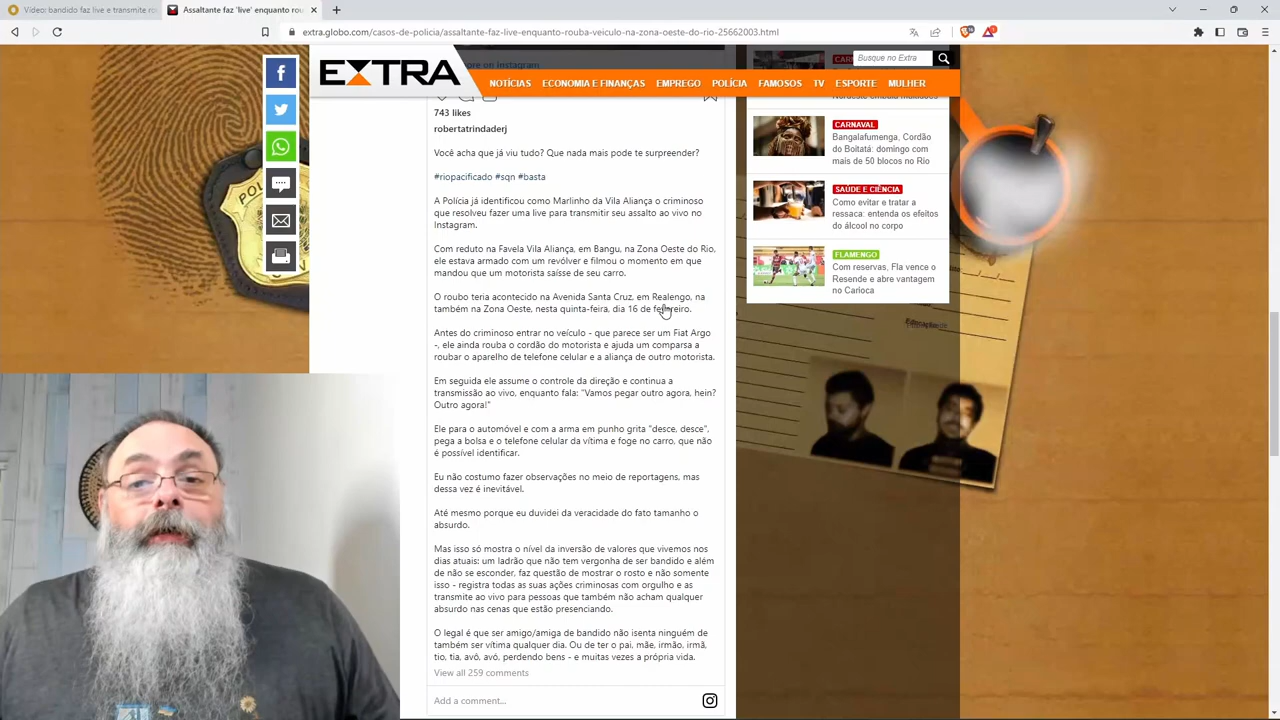 Vídeo: bandido faz live e transmite ro
Assaltante faz 'live' enquanto rou
extra.globo.com/casos-de-policia/assaltante-faz-live-enquanto-rouba-veiculo-na-zona-oeste-do-rio-25662003.html
EXTRA
Busque no Extra
NOTÍCIAS ECONOMIA E FINANÇAS EMPREGO POLÍCIA FAMOSOS TV ESPORTE MULHER
743 likes
robertatrindaderj
Você acha que já viu tudo? Que nada mais pode te surpreender?
#riopacificado #sqn #basta
A Polícia já identificou como Marlinho da Vila Aliança o criminoso
que resolveu fazer uma live para transmitir seu assalto ao vivo no
Instagram.
Com reduto na Favela Vila Aliança, em Bangu, na Zona Oeste do Rio,
ele estava armado com um revólver e filmou o momento em que
mandou que um motorista saísse de seu carro.
O roubo teria acontecido na Avenida Santa Cruz, em Realengo, na
também na Zona Oeste, nesta quinta-feira, dia 16 de fevereiro.
Antes do criminoso entrar no veículo - que parece ser um Fiat Argo
-, ele ainda rouba o cordão do motorista e ajuda um comparsa a
roubar o aparelho de telefone celular e a aliança de outro motorista.
Em seguida ele assume o controle da direção e continua a
transmissão ao vivo, enquanto fala: "Vamos pegar outro agora, hein?
Outro agora!"
Ele para o automóvel e com a arma em punho grita "desce, desce",
pega a bolsa e o telefone celular da vítima e foge no carro, que não
é possível identificar.
Eu não costumo fazer observações no meio de reportagens, mas
dessa vez é inevitável.
Até mesmo porque eu duvidei da veracidade do fato tamanho o
absurdo.
Mas isso só mostra o nível da inversão de valores que vivemos nos
dias atuais: um ladrão que não tem vergonha de ser bandido e além
de não se esconder, faz questão de mostrar o rosto e não somente
isso - registra todas as suas ações criminosas com orgulho e as
transmite ao vivo para pessoas que também não acham qualquer
absurdo nas cenas que estão presenciando.
O legal é que ser amigo/amiga de bandido não isenta ninguém de
também ser vítima qualquer dia. Ou de ter o pai, mãe, irmão, irmã,
tio, tia, avô, avó, perdendo bens - e muitas vezes a própria vida.
View all 259 comments
Add a comment...
CARNAVAL
Bangalafumenga, Cordão
do Boitatá: domingo com
mais de 50 blocos no Rio
SAÚDE E CIÊNCIA
Como evitar e tratar a
ressaca: entenda os efeitos
do álcool no corpo
FLAMENGO
Com reservas, Fla vence o
Resende e abre vantagem
no Carioca